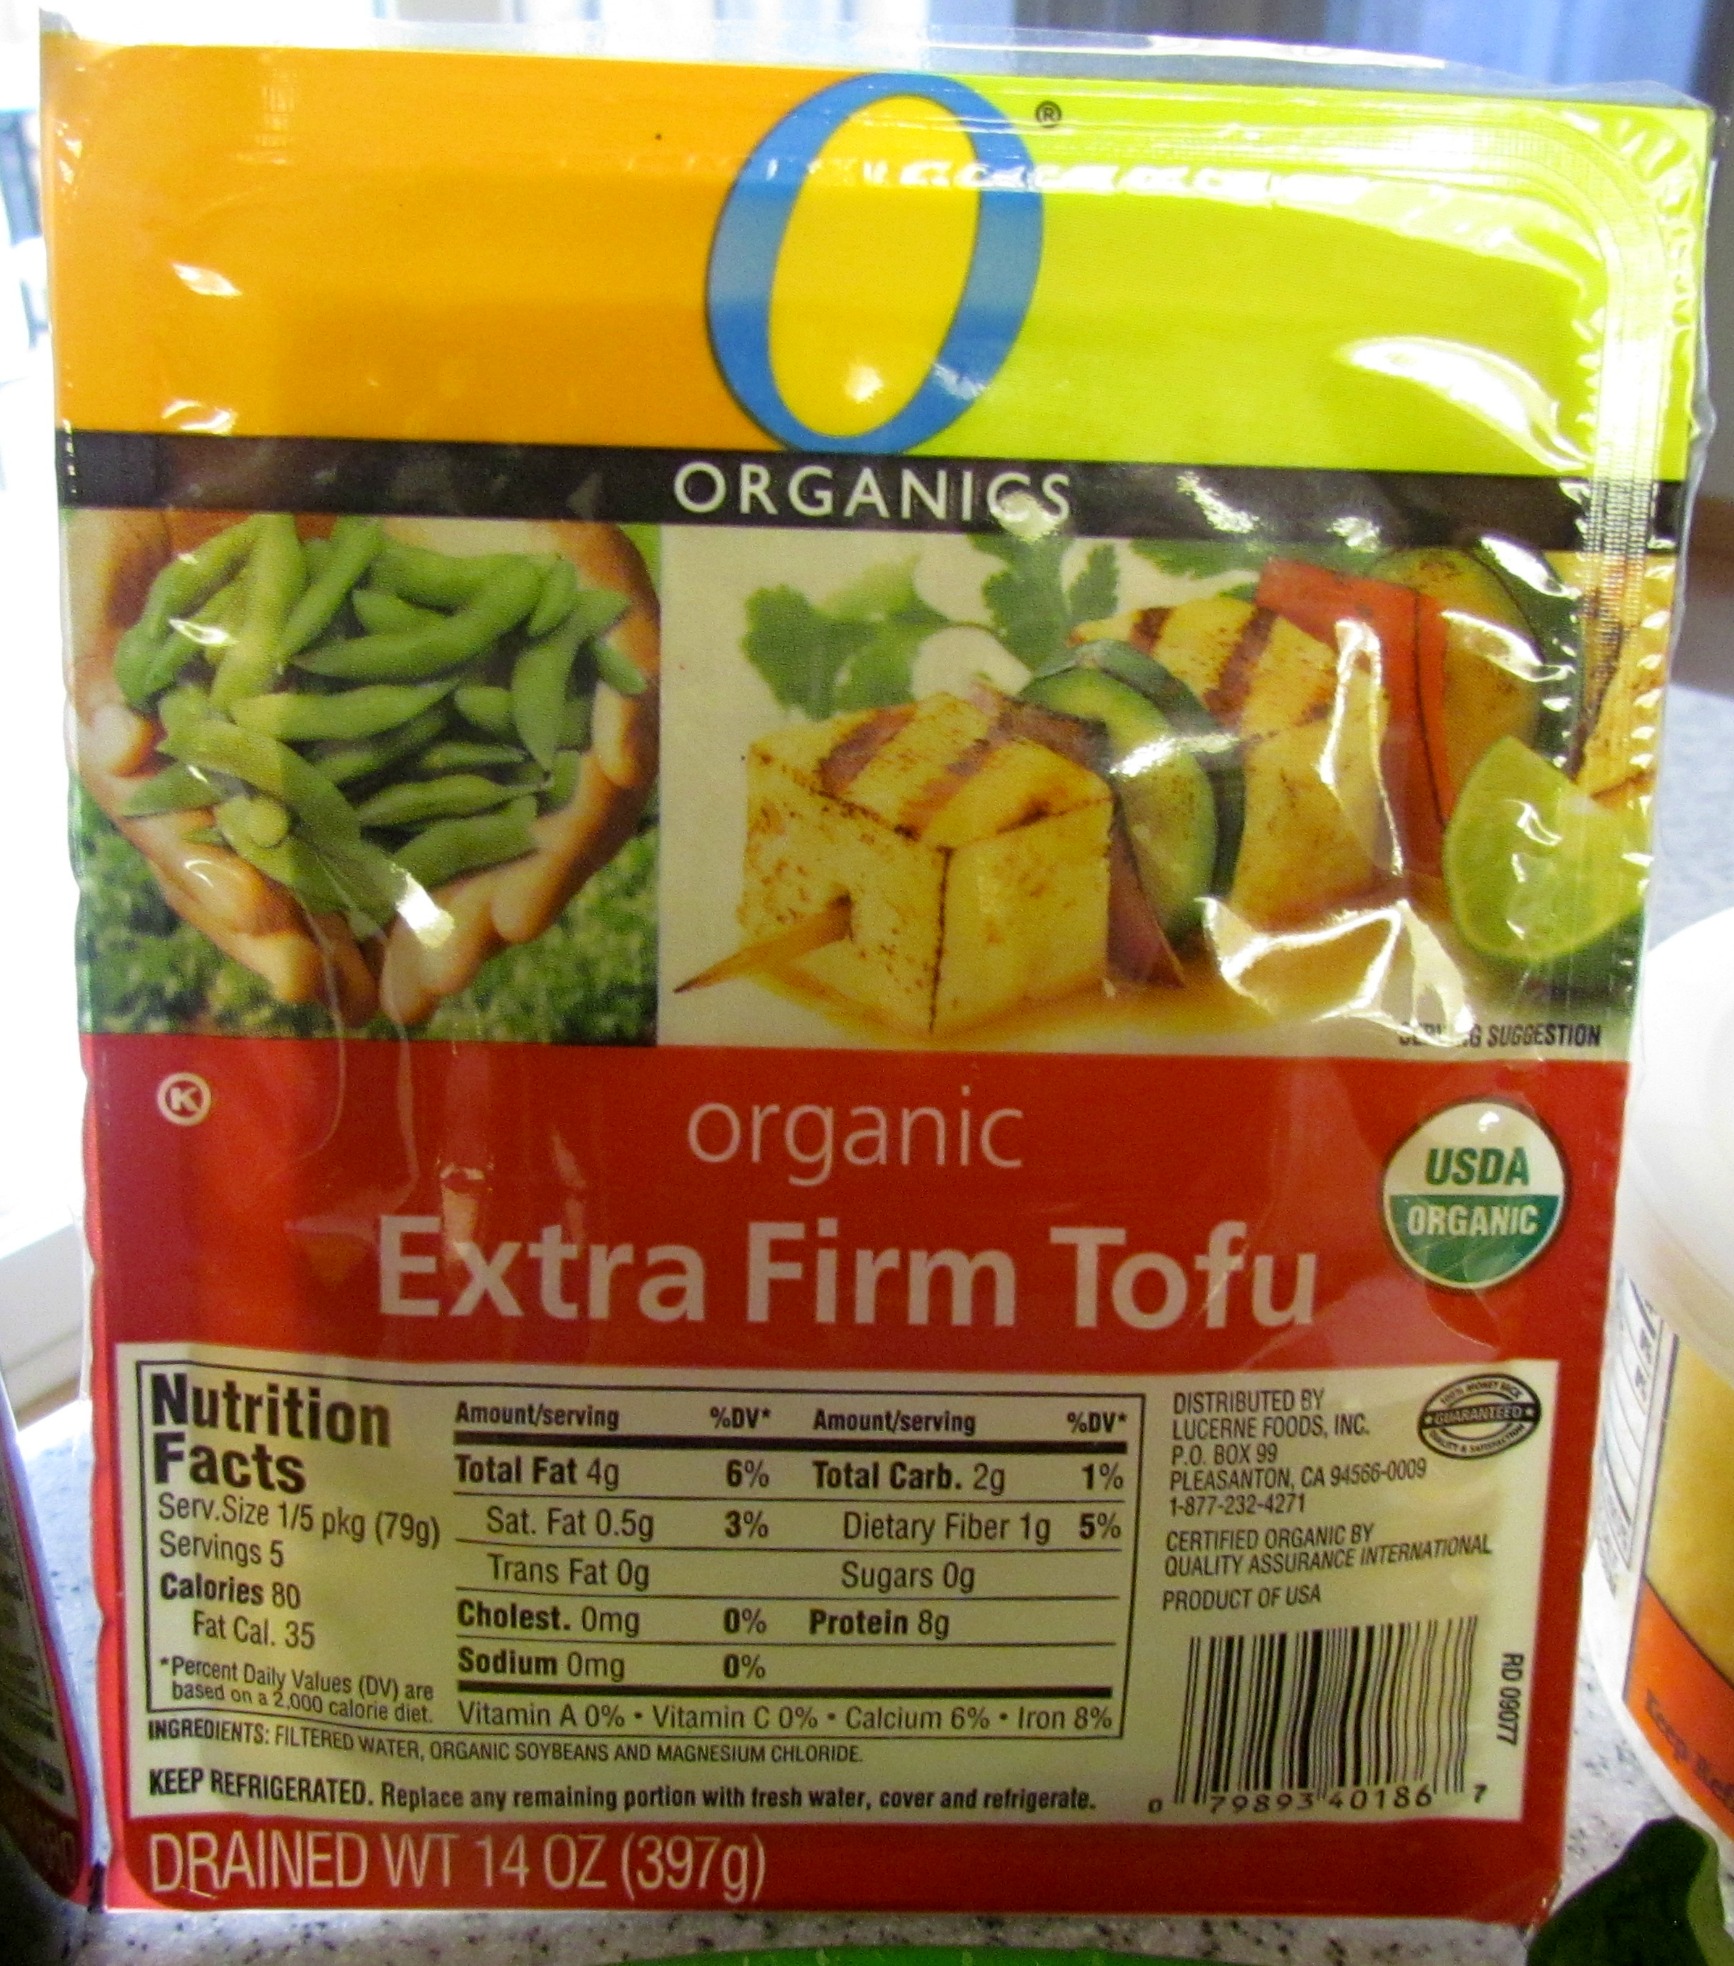 O
®
ORGANICS
SERVING SUGGESTION
K
organic
Extra Firm Tofu
USDA
ORGANIC
Nutrition
Facts
Serv.Size 1/5 pkg (79g)
Servings 5
Calories 80
Fat Cal. 35
*Percent Daily Values (DV) are
based on a 2,000 calorie diet.
Amount/serving %DV* Amount/serving %DV*
Total Fat 4g 6% Total Carb. 2g 1%
Sat. Fat 0.5g 3% Dietary Fiber 1g 5%
Trans Fat 0g Sugars 0g
Cholest. 0mg 0% Protein 8g
Sodium 0mg 0%
Vitamin A 0% • Vitamin C 0% • Calcium 6% • Iron 8%
INGREDIENTS: FILTERED WATER, ORGANIC SOYBEANS AND MAGNESIUM CHLORIDE.
KEEP REFRIGERATED. Replace any remaining portion with fresh water, cover and refrigerate.
DISTRIBUTED BY
LUCERNE FOODS, INC.
P.O. BOX 99
PLEASANTON, CA 94566-0009
1-877-232-4271
CERTIFIED ORGANIC BY
QUALITY ASSURANCE INTERNATIONAL
PRODUCT OF USA
100% MONEY BACK
GUARANTEED
QUALITY & SATISFACTION
RD 09077
0 79893 40186 7
DRAINED WT 14 OZ (397g)
Keep